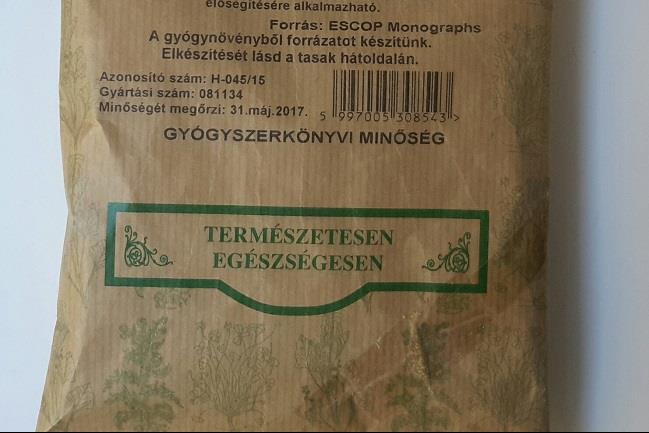 elősegítésére alkalmazható.
Forrás: ESCOP Monographs
A gyógynövényből forrázatot készítünk.
Elkészítését lásd a tasak hátoldalán.
Azonosító szám: H-045/15
Gyártási szám: 081134
Minőségét megőrzi: 31.máj.2017.
5 997005 308543 >
GYÓGYSZERKÖNYVI MINŐSÉG
TERMÉSZETESEN
EGÉSZSÉGESEN